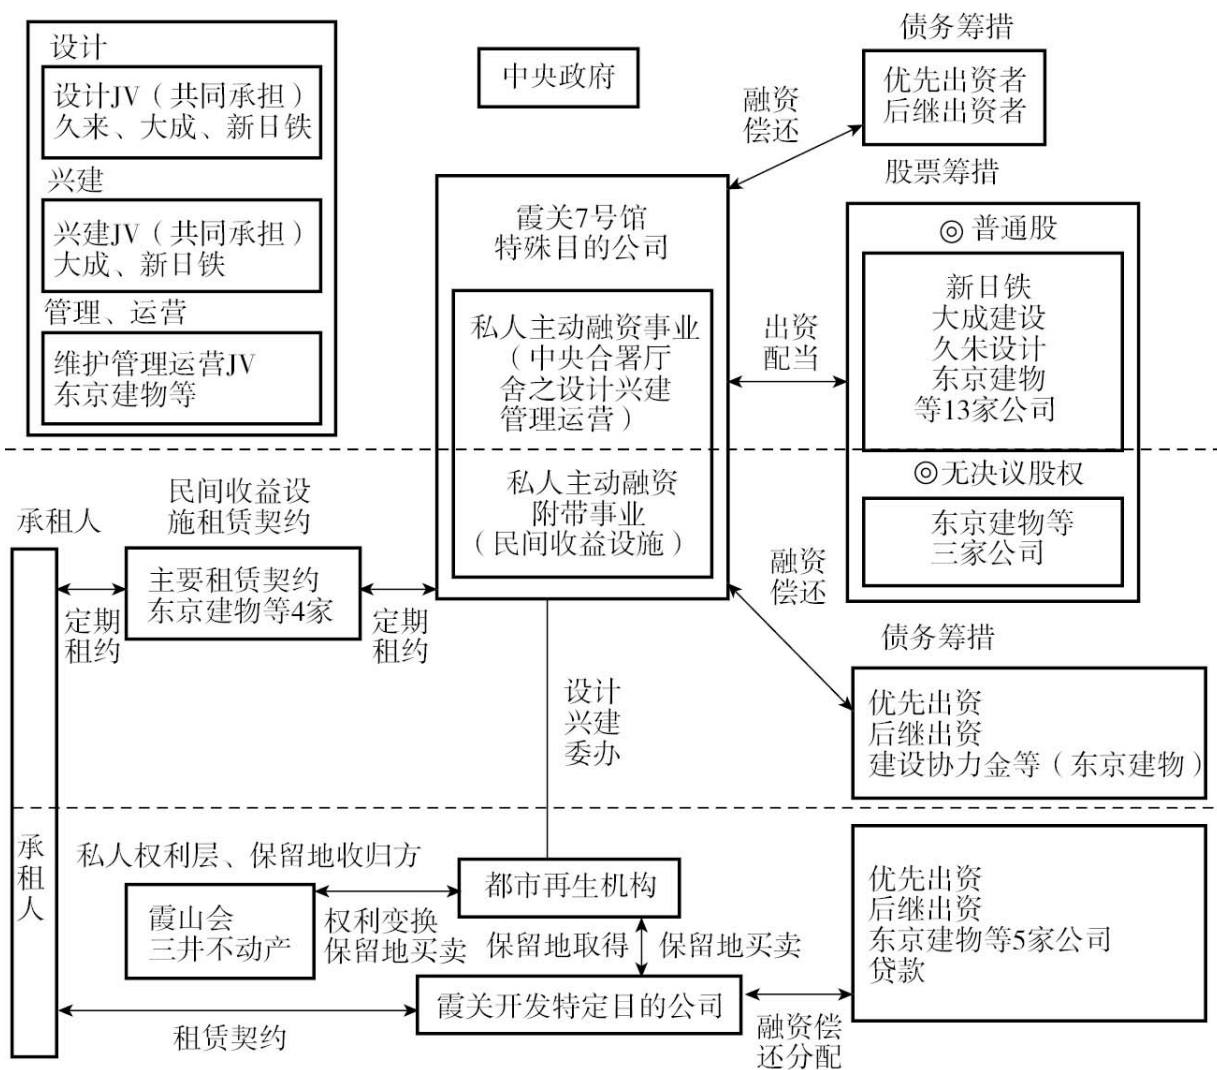 设计
设计JV（共同承担）
久来、大成、新日铁
兴建
兴建JV（共同承担）
大成、新日铁
管理、运营
维护管理运营JV
东京建物等
中央政府
霞关7号馆
特殊目的公司
私人主动融资事业
（中央合署厅
舍之设计兴建
管理运营）
私人主动融资
附带事业
（民间收益设施）
融资
偿还
债务筹措
优先出资者
后继出资者
股票筹措
◎普通股
新日铁
大成建设
久朱设计
东京建物
等13家公司
出资
配当
◎无决议股权
东京建物等
三家公司
融资
偿还
债务筹措
优先出资
后继出资
建设协力金等（东京建物）
承租人
民间收益设
施租赁契约
主要租赁契约
东京建物等4家
定期
租约
定期
租约
设计
兴建
委办
承
租
人
私人权利层、保留地收归方
霞山会
三井不动产
权利变换
保留地买卖
都市再生机构
保留地取得
保留地买卖
霞关开发特定目的公司
租赁契约
融资偿
还分配
优先出资
后继出资
东京建物等5家公司
贷款